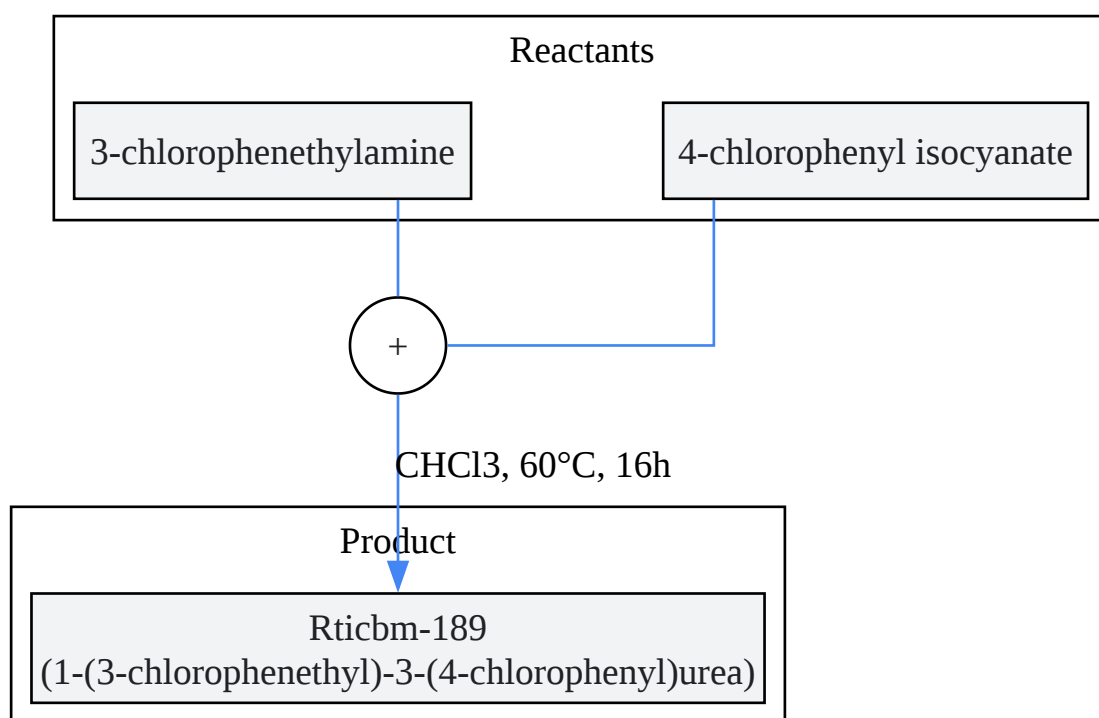 Reactants
3-chlorophenethylamine
4-chlorophenyl isocyanate
+
CHCl3, 60°C, 16h
Product
Rticbm-189
(1-(3-chlorophenethyl)-3-(4-chlorophenyl)urea)